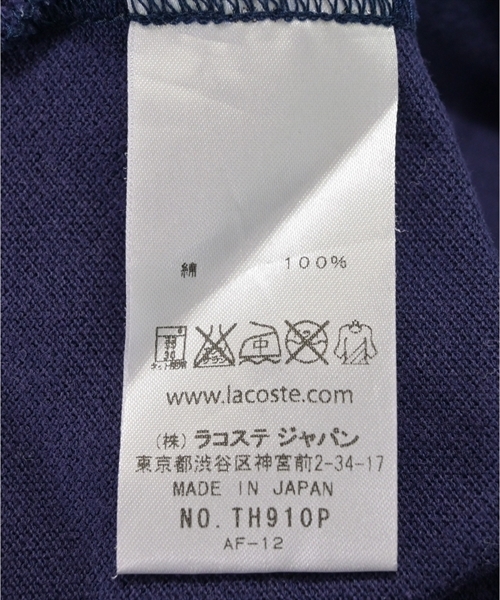 綿 100%
www.lacoste.com
(株) ラコステ ジャパン
東京都渋谷区神宮前2-34-17
MADE IN JAPAN
NO. TH910P
AF-12